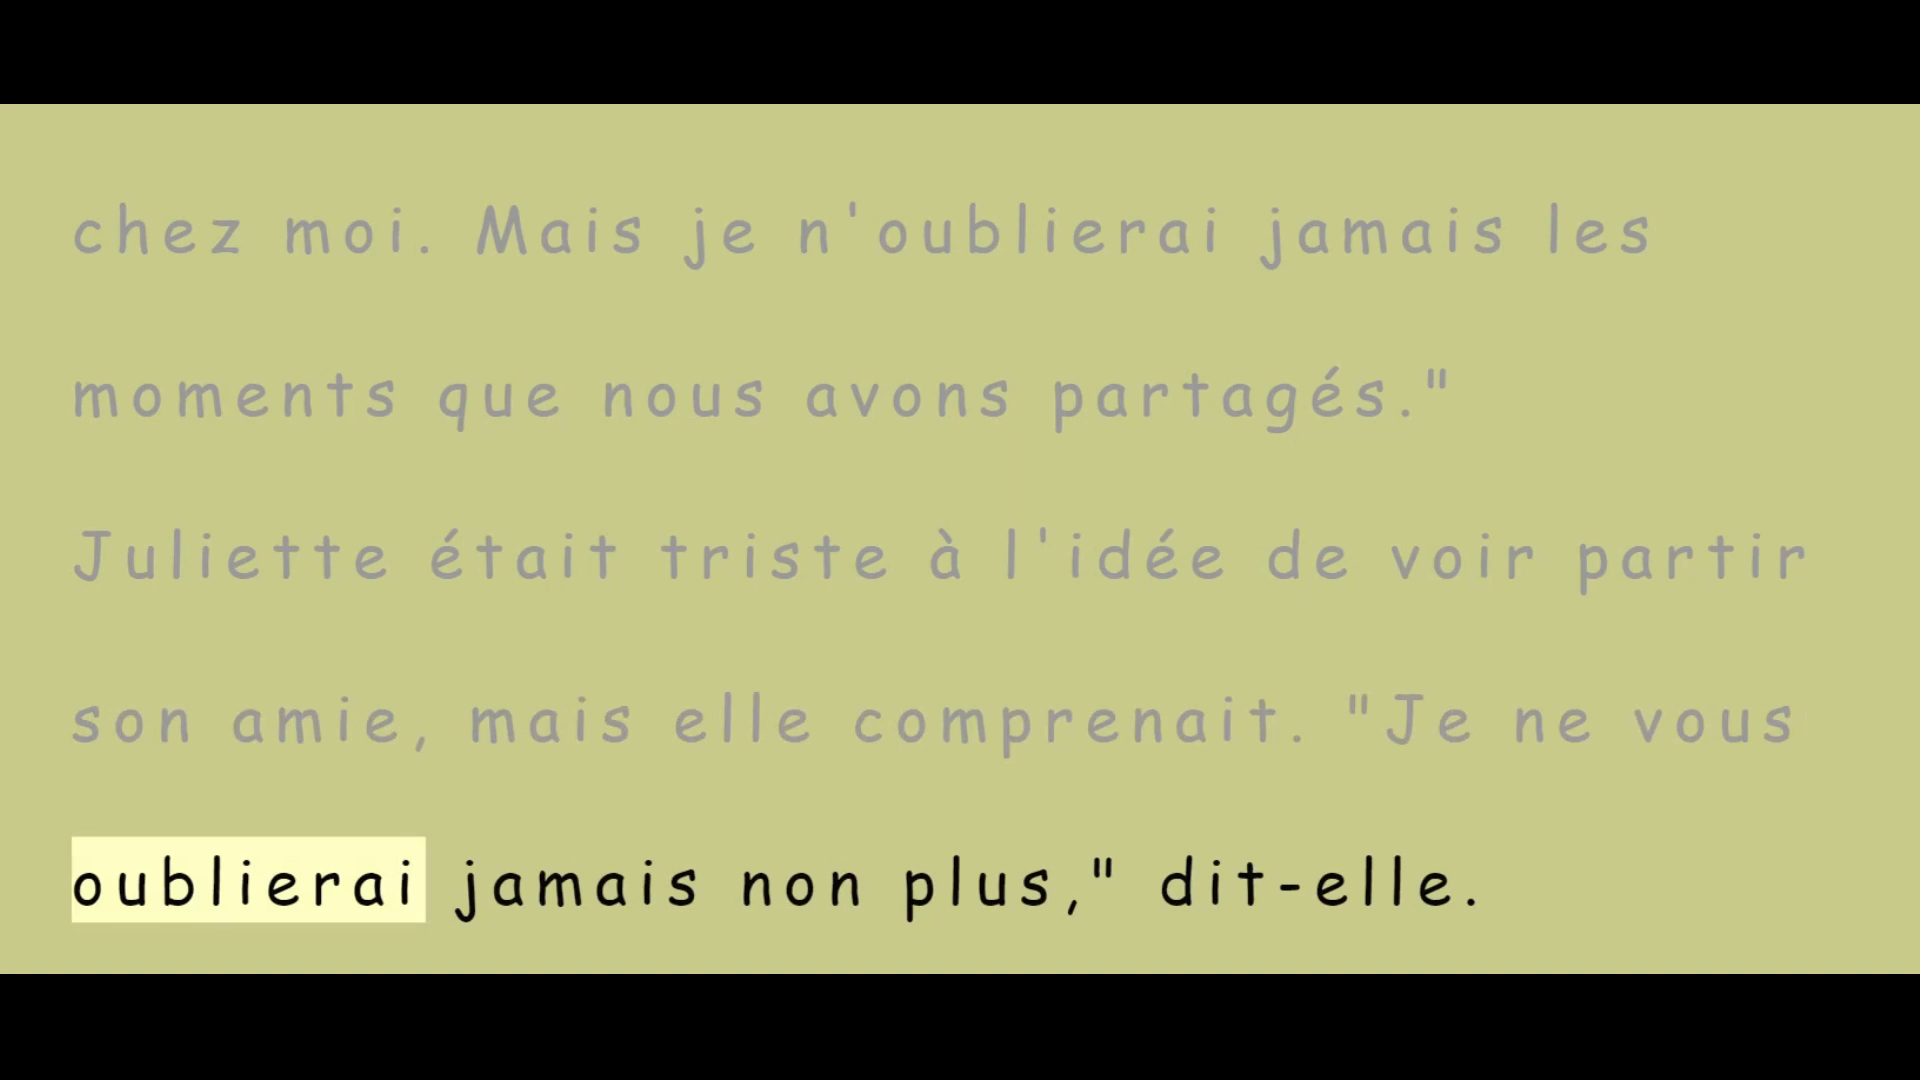 chez moi. Mais je n'oublierai jamais les
moments que nous avons partagés."
Juliette était triste à l'idée de voir partir
son amie, mais elle comprenait. "Je ne vous
oublierai jamais non plus," dit-elle.